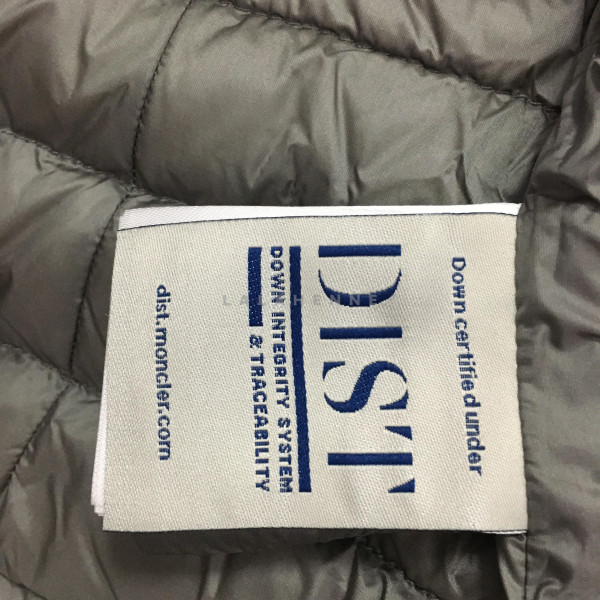 Down certified under
DIST
DOWN INTEGRITY SYSTEM
& TRACEABILITY
dist.moncler.com